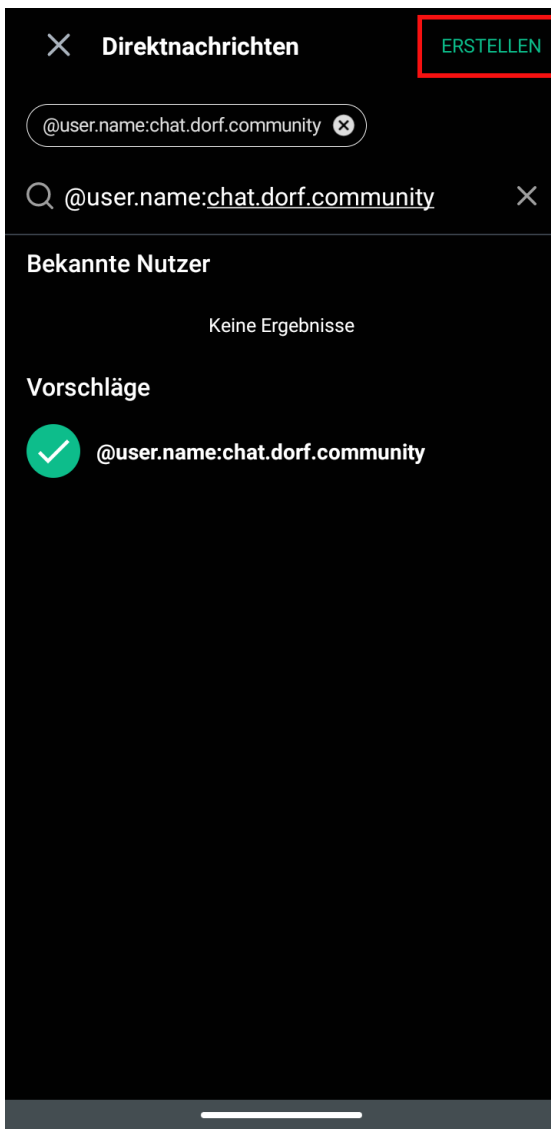 Direktnachrichten ERSTELLEN
@user.name:chat.dorf.community
@user.name:chat.dorf.community
Bekannte Nutzer
Keine Ergebnisse
Vorschläge
@user.name:chat.dorf.community